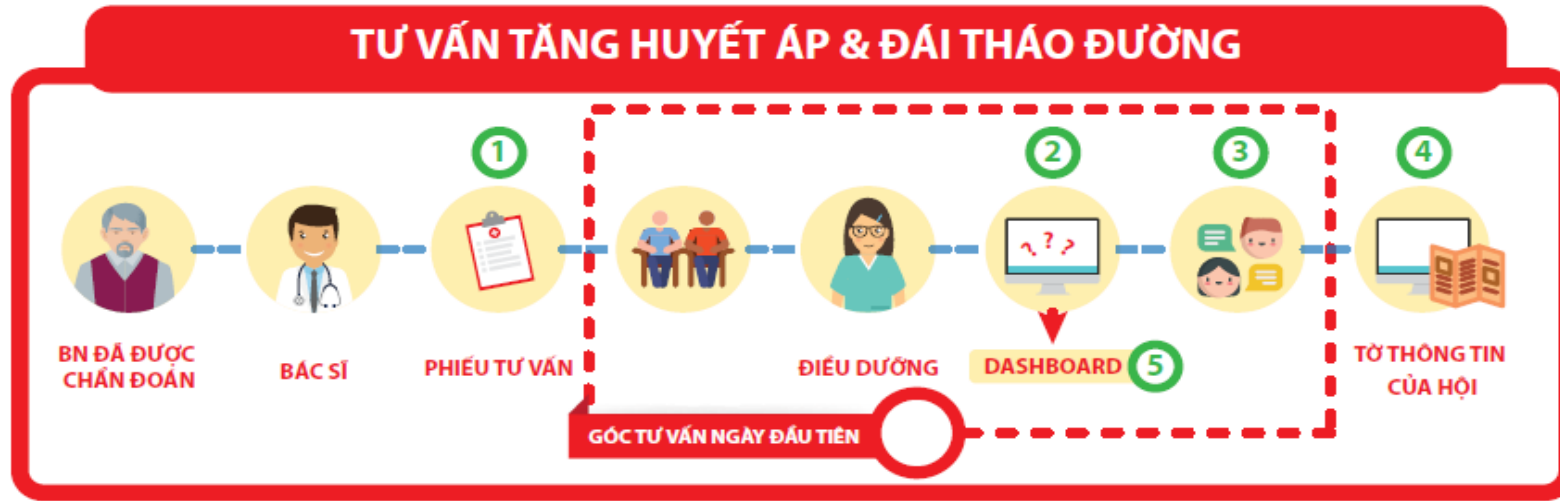 TƯ VẤN TĂNG HUYẾT ÁP & ĐÁI THÁO ĐƯỜNG
1
2
3
4
? ? ?
BN ĐÃ ĐƯỢC
CHẨN ĐOÁN
BÁC SĨ
PHIẾU TƯ VẤN
ĐIỀU DƯỠNG
DASHBOARD 5
TỜ THÔNG TIN
CỦA HỘI
GÓC TƯ VẤN NGÀY ĐẦU TIÊN